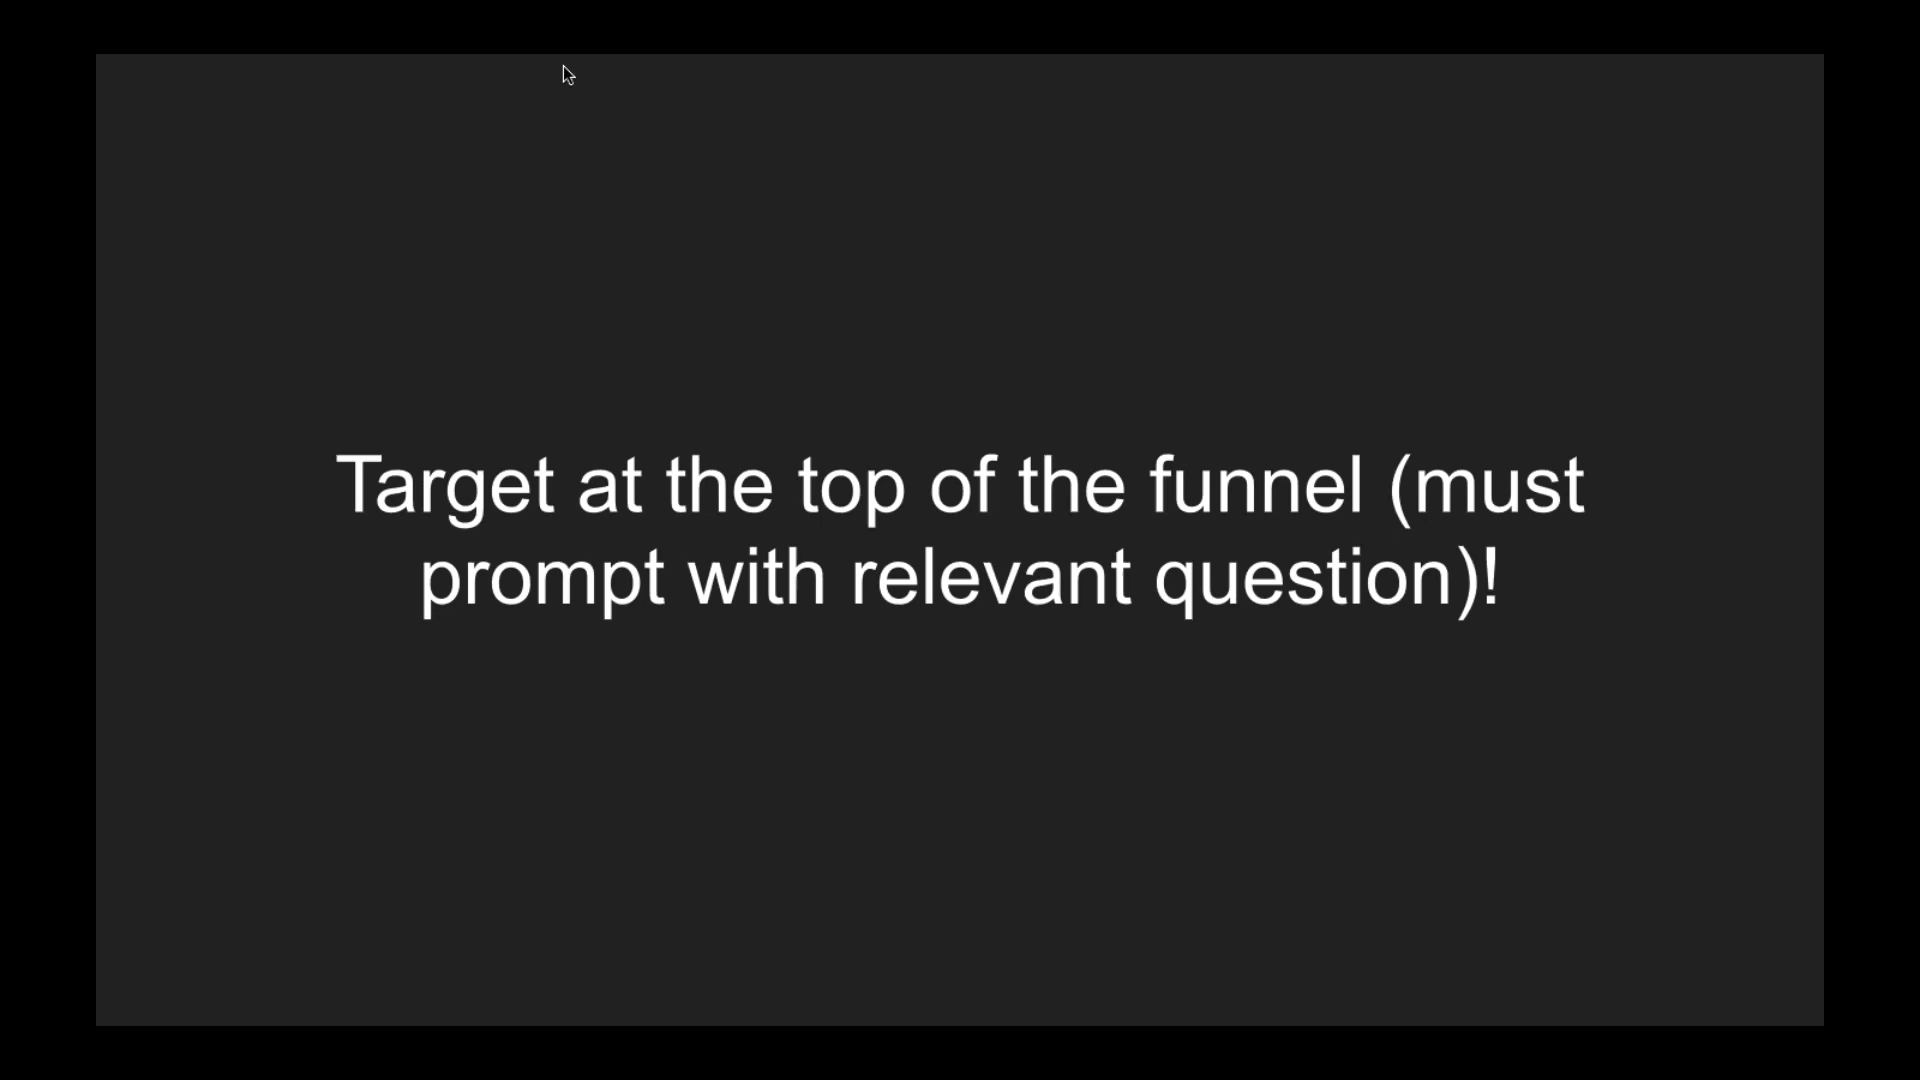 Target at the top of the funnel (must
prompt with relevant question)!